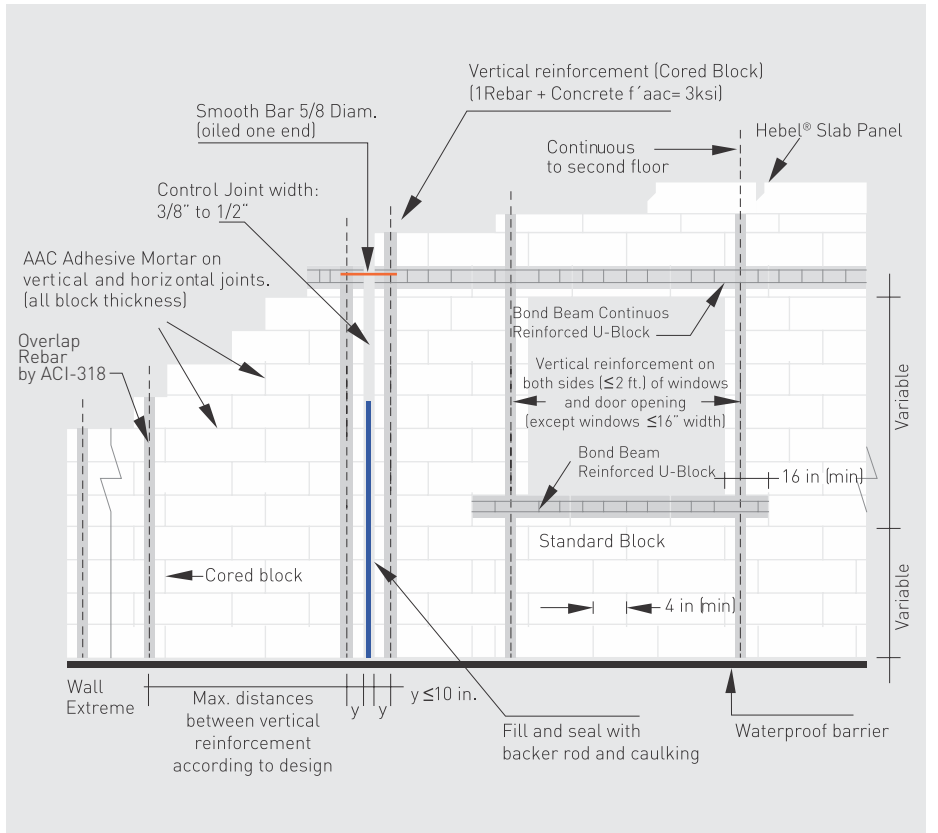 Vertical reinforcement (Cored Block)
(1Rebar + Concrete f´aac= 3ksi)
Smooth Bar 5/8 Diam.
(oiled one end)
Hebel® Slab Panel
Continuous
to second floor
Control Joint width:
3/8” to 1/2”
AAC Adhesive Mortar on
vertical and horizontal joints.
(all block thickness)
Bond Beam Continuos
Reinforced U-Block
Overlap
Rebar
by ACI-318
Vertical reinforcement on
both sides (≤2 ft.) of windows
and door opening
(except windows ≤16” width)
Variable
Bond Beam
Reinforced U-Block
16 in (min)
Standard Block
Cored block
4 in (min)
Variable
Wall
Extreme
Max. distances
between vertical
reinforcement
according to design
y
y
y ≤10 in.
Fill and seal with
backer rod and caulking
Waterproof barrier